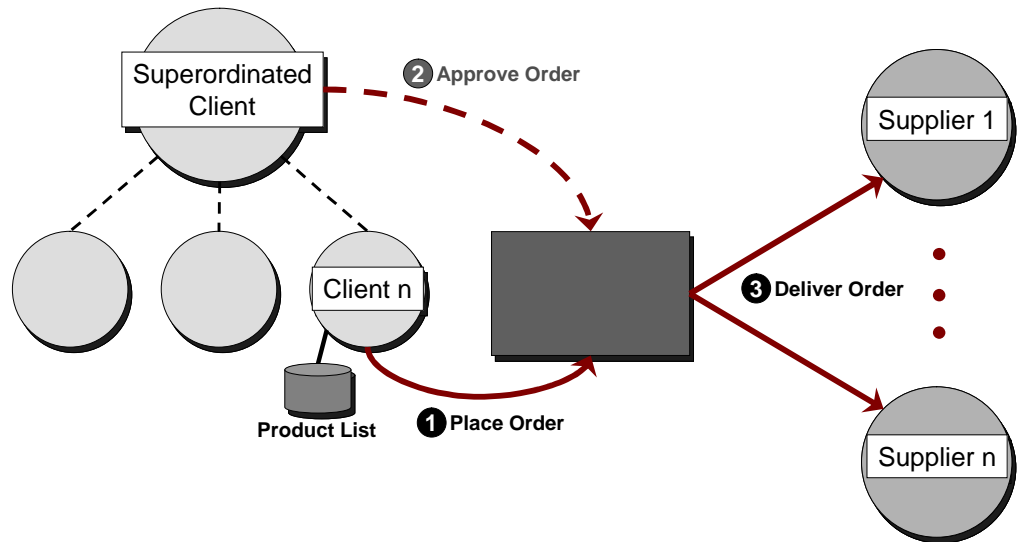 Superordinated
Client
2 Approve Order
Supplier 1
Client n
3 Deliver Order
Product List
1 Place Order
Supplier n